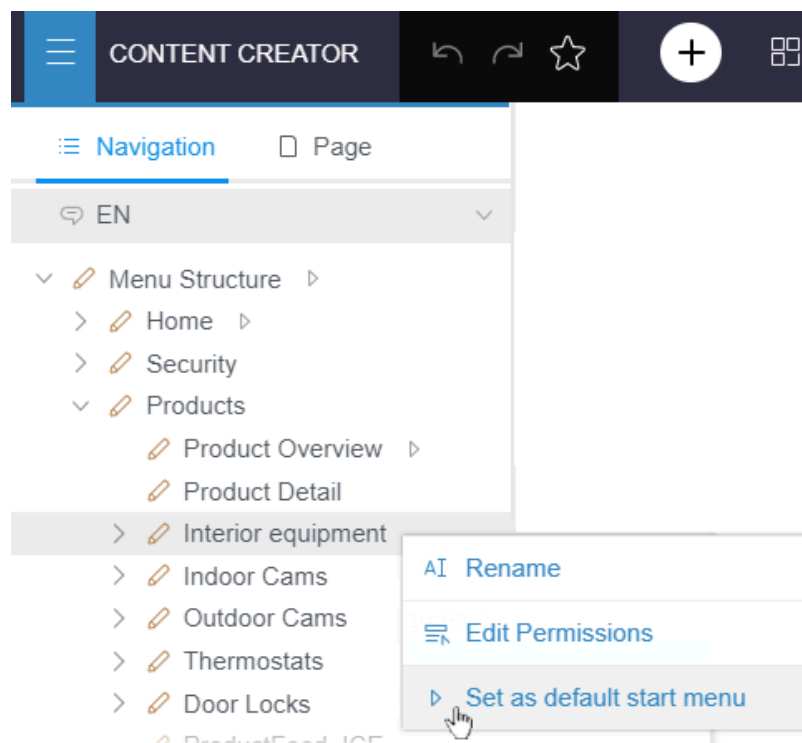 CONTENT CREATOR
Navigation Page
EN
Menu Structure
Home
Security
Products
Product Overview
Product Detail
Interior equipment
Indoor Cams
Outdoor Cams
Thermostats
Door Locks
Rename
Edit Permissions
Set as default start menu